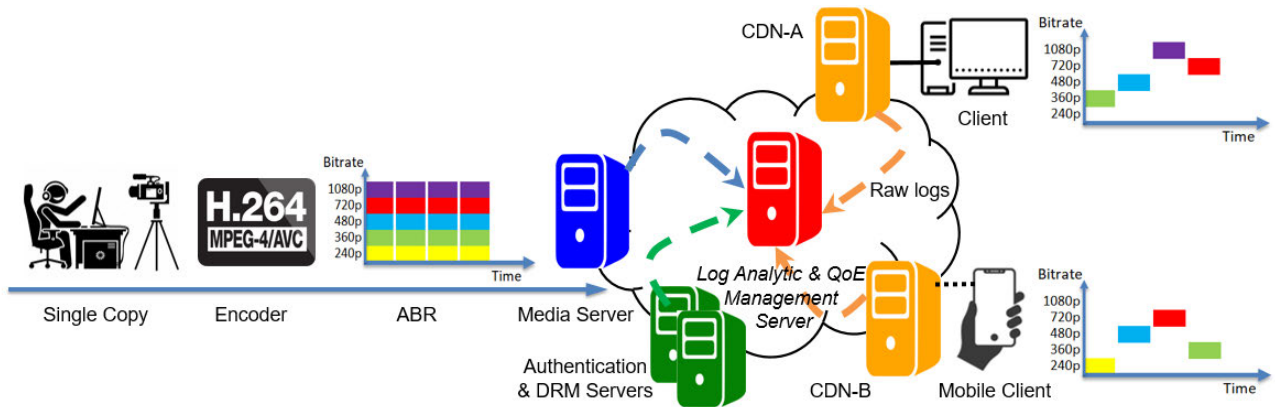 Single Copy
H.264
MPEG-4/AVC
Encoder
Bitrate
1080p
720p
480p
360p
240p
Time
ABR
Media Server
Authentication
& DRM Servers
Log Analytic & QoE
Management
Server
Raw logs
CDN-A
Client
Bitrate
1080p
720p
480p
360p
240p
Time
CDN-B
Mobile Client
Bitrate
1080p
720p
480p
360p
240p
Time